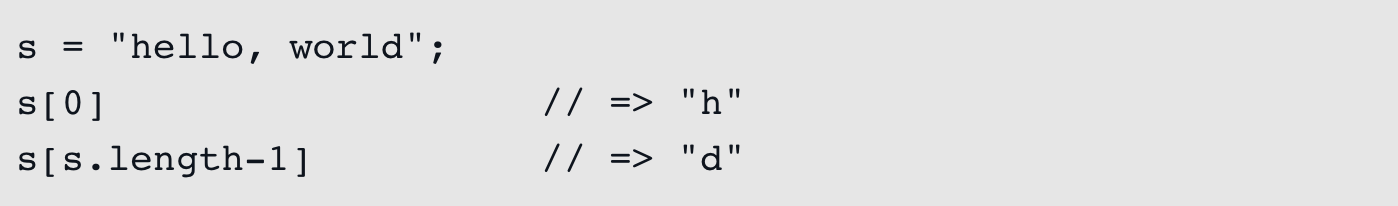 s = "hello, world";
s[0]                   // => "h"
s[s.length-1]          // => "d"